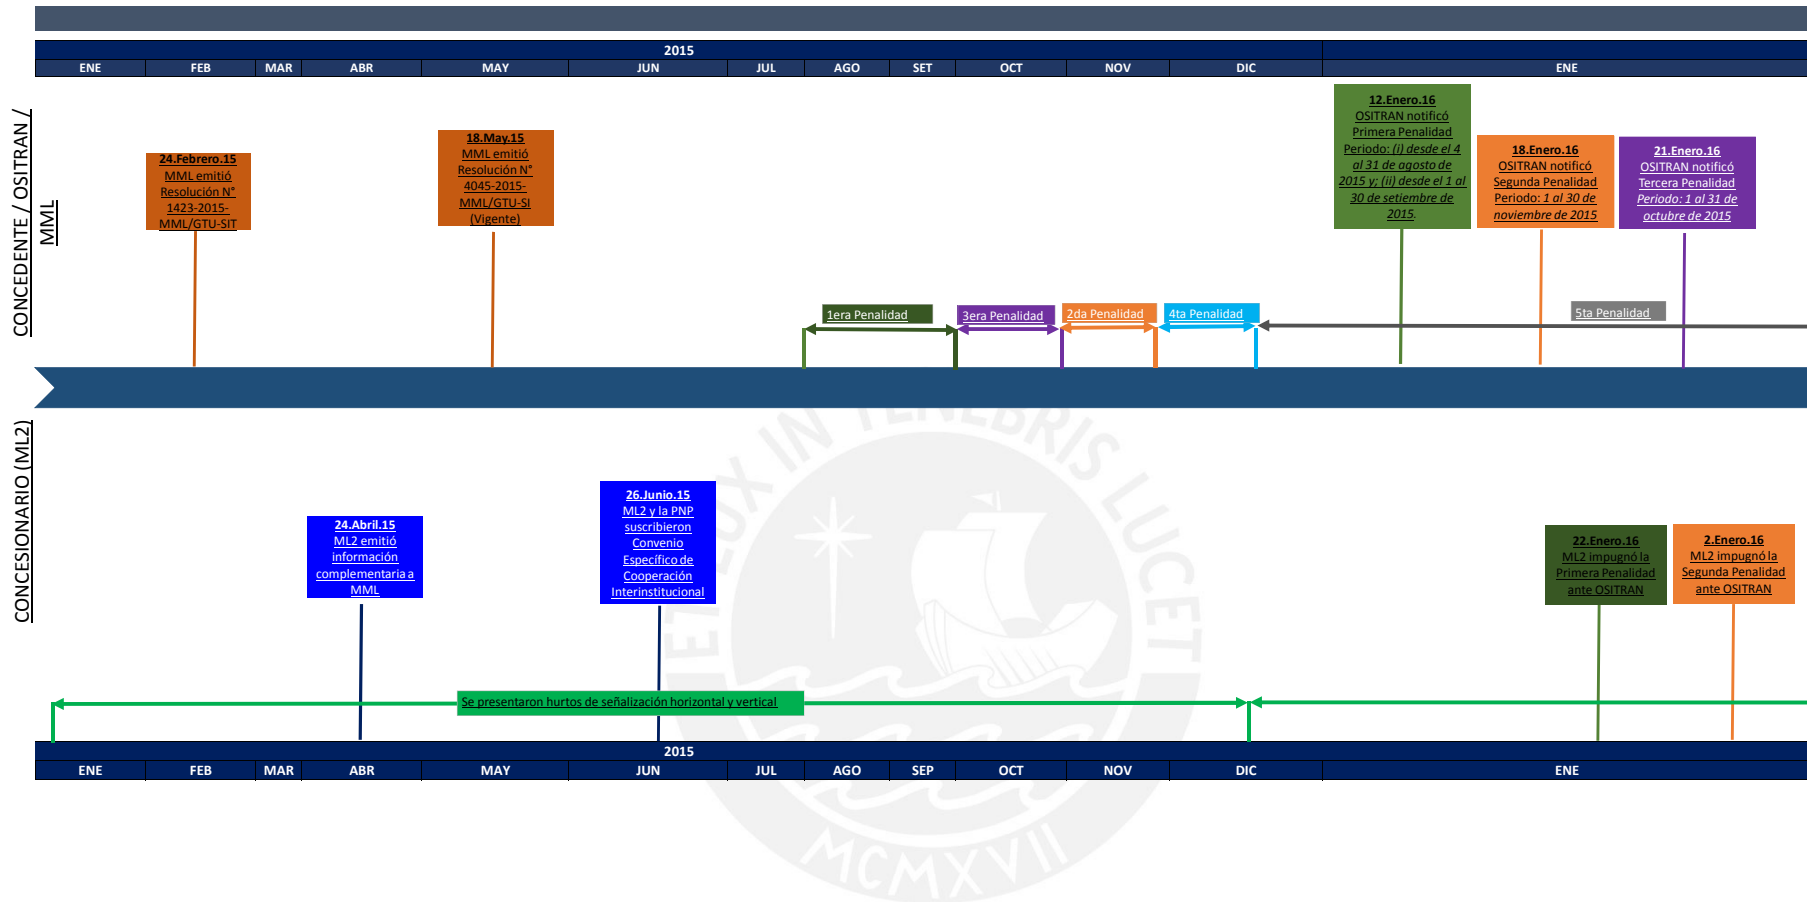 2015
ENE FEB MAR ABR MAY JUN JUL AGO SET OCT NOV DIC ENE
CONCEDENTE / OSITRAN /
MML
24.Febrero.15
MML emitió
Resolución N°
1423-2015-
MML/GTU-SIT
18.May.15
MML emitió
Resolución N°
4045-2015-
MML/GTU-SI
(Vigente)
12.Enero.16
OSITRAN notificó
Primera Penalidad
Periodo: (i) desde el 4
al 31 de agosto de
2015 y; (ii) desde el 1 al
30 de setiembre de
2015.
18.Enero.16
OSITRAN notificó
Segunda Penalidad
Periodo: 1 al 30 de
noviembre de 2015
21.Enero.16
OSITRAN notificó
Tercera Penalidad
Periodo: 1 al 31 de
octubre de 2015
1era Penalidad
3era Penalidad
2da Penalidad
4ta Penalidad
5ta Penalidad
CONCESIONARIO (ML2)
24.Abril.15
ML2 emitió
información
complementaria a
MML
26.Junio.15
ML2 y la PNP
suscribieron
Convenio
Específico de
Cooperación
Interinstitucional
22.Enero.16
ML2 impugnó la
Primera Penalidad
ante OSITRAN
2.Enero.16
ML2 impugnó la
Segunda Penalidad
ante OSITRAN
Se presentaron hurtos de señalización horizontal y vertical
2015
ENE FEB MAR ABR MAY JUN JUL AGO SEP OCT NOV DIC ENE
ET LUX IN TENEBRIS LUCET
MCMXVII